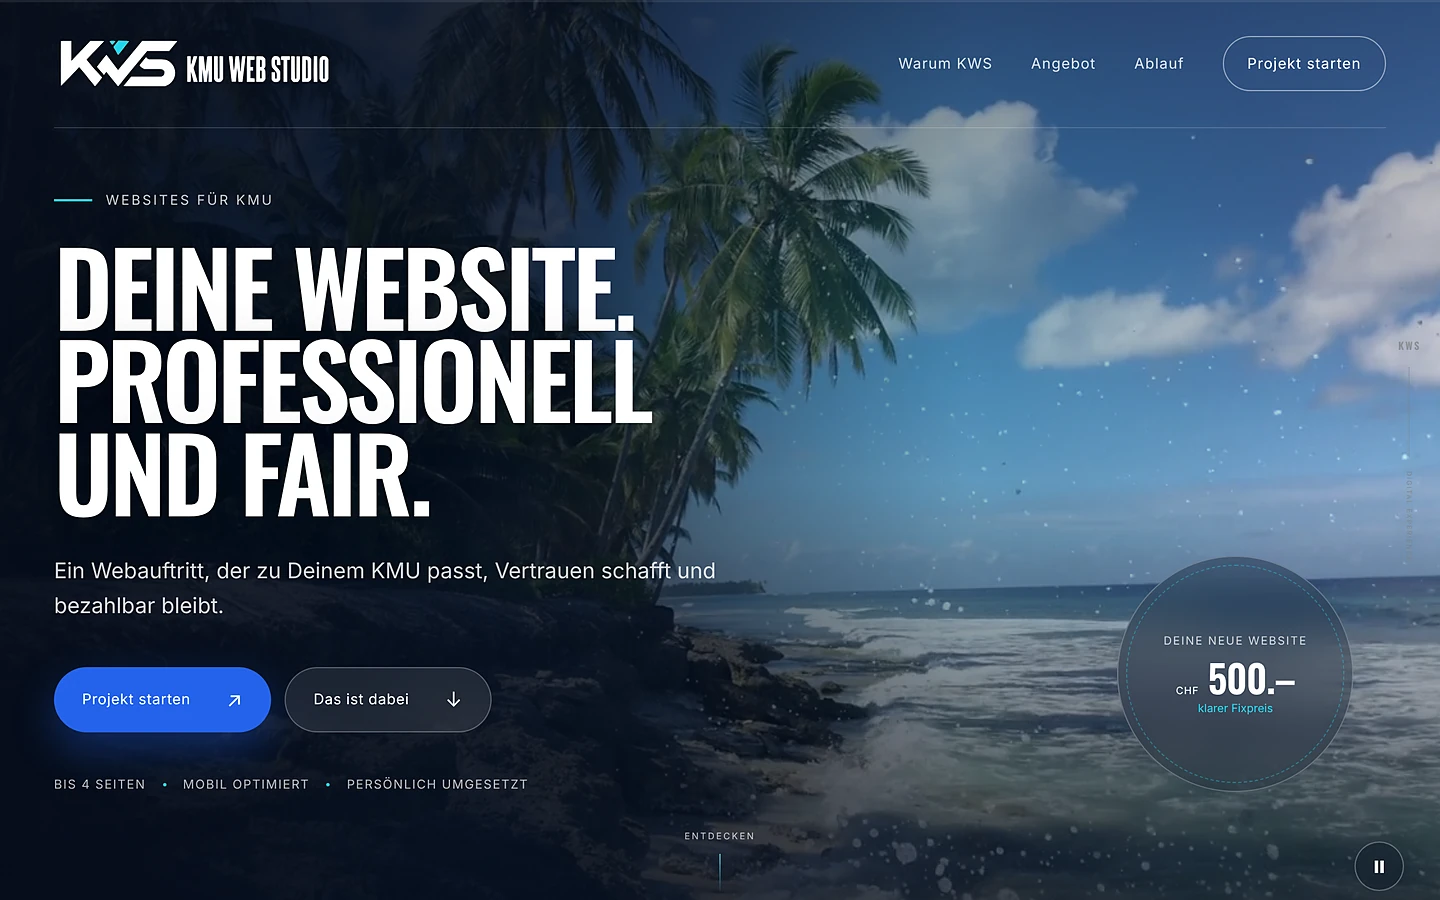 KWS KMU WEB STUDIO
Warum KWS
Angebot
Ablauf
Projekt starten
WEBSITES FÜR KMU
DEINE WEBSITE.
PROFESSIONELL
UND FAIR.
Ein Webauftritt, der zu Deinem KMU passt, Vertrauen schafft und
bezahlbar bleibt.
Projekt starten
Das ist dabei
BIS 4 SEITEN • MOBIL OPTIMIERT • PERSÖNLICH UMGESETZT
ENTDECKEN
DEINE NEUE WEBSITE
CHF 500.–
klarer Fixpreis
KWS